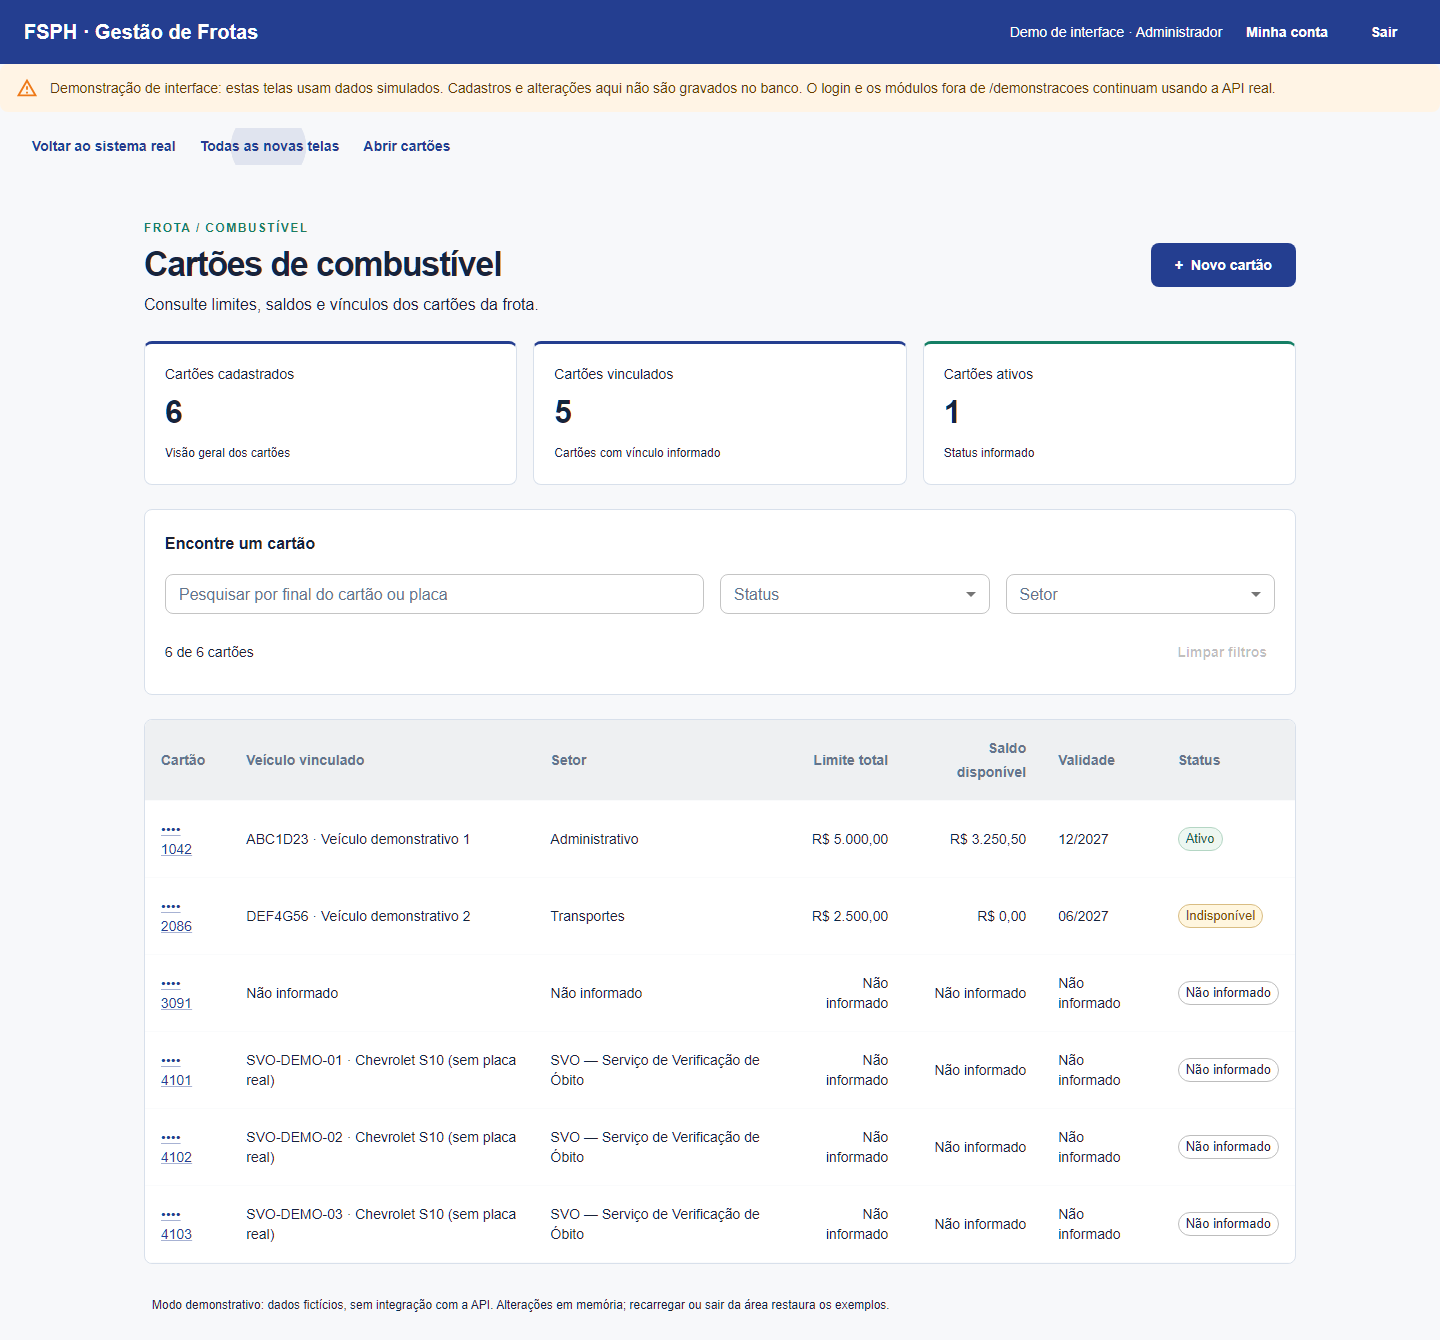 FSPH · Gestão de Frotas
Demo de interface · Administrador
Minha conta
Sair
Demonstração de interface: estas telas usam dados simulados. Cadastros e alterações aqui não são gravados no banco. O login e os módulos fora de /demonstracoes continuam usando a API real.
Voltar ao sistema real
Todas as novas telas
Abrir cartões
FROTA / COMBUSTÍVEL
Cartões de combustível
+ Novo cartão
Consulte limites, saldos e vínculos dos cartões da frota.
Cartões cadastrados
6
Visão geral dos cartões
Cartões vinculados
5
Cartões com vínculo informado
Cartões ativos
1
Status informado
Encontre um cartão
Pesquisar por final do cartão ou placa
Status
Setor
6 de 6 cartões
Limpar filtros
Cartão
Veículo vinculado
Setor
Limite total
Saldo
disponível
Validade
Status
••••
1042
ABC1D23 · Veículo demonstrativo 1
Administrativo
R$ 5.000,00
R$ 3.250,50
12/2027
Ativo
••••
2086
DEF4G56 · Veículo demonstrativo 2
Transportes
R$ 2.500,00
R$ 0,00
06/2027
Indisponível
••••
3091
Não informado
Não informado
Não
informado
Não informado
Não
informado
Não informado
••••
4101
SVO-DEMO-01 · Chevrolet S10 (sem placa
real)
SVO — Serviço de Verificação de
Óbito
Não
informado
Não informado
Não
informado
Não informado
••••
4102
SVO-DEMO-02 · Chevrolet S10 (sem placa
real)
SVO — Serviço de Verificação de
Óbito
Não
informado
Não informado
Não
informado
Não informado
••••
4103
SVO-DEMO-03 · Chevrolet S10 (sem placa
real)
SVO — Serviço de Verificação de
Óbito
Não
informado
Não informado
Não
informado
Não informado
Modo demonstrativo: dados fictícios, sem integração com a API. Alterações em memória; recarregar ou sair da área restaura os exemplos.